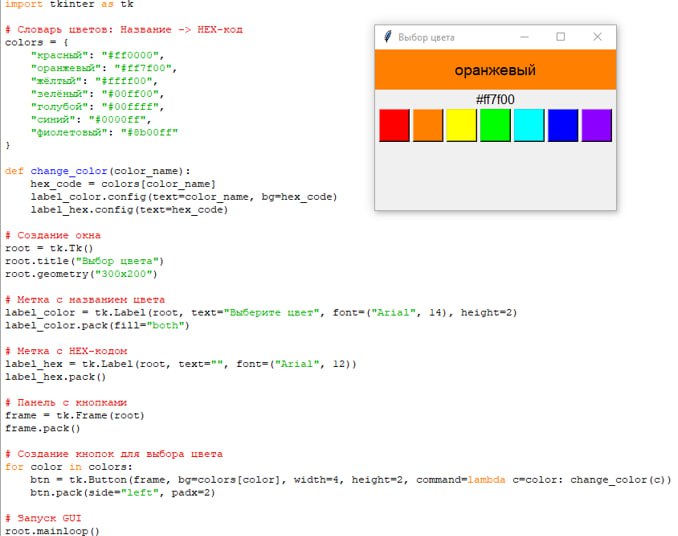 import tkinter as tk
# Словарь цветов: Название -> HEX-код
colors = {
    "красный": "#ff0000",
    "оранжевый": "#ff7f00",
    "жёлтый": "#ffff00",
    "зелёный": "#00ff00",
    "голубой": "#00ffff",
    "синий": "#0000ff",
    "фиолетовый": "#8b00ff"
}
def change_color(color_name):
    hex_code = colors[color_name]
    label_color.config(text=color_name, bg=hex_code)
    label_hex.config(text=hex_code)
# Создание окна
root = tk.Tk()
root.title("Выбор цвета")
root.geometry("300x200")
# Метка с названием цвета
label_color = tk.Label(root, text="Выберите цвет", font=("Arial", 14), height=2)
label_color.pack(fill="both")
# Метка с HEX-кодом
label_hex = tk.Label(root, text="", font=("Arial", 12))
label_hex.pack()
# Панель с кнопками
frame = tk.Frame(root)
frame.pack()
# Создание кнопок для выбора цвета
for color in colors:
    btn = tk.Button(frame, bg=colors[color], width=4, height=2, command=lambda c=color: change_color(c))
    btn.pack(side="left", padx=2)
# Запуск GUI
root.mainloop()
Выбор цвета
оранжевый
#ff7f00